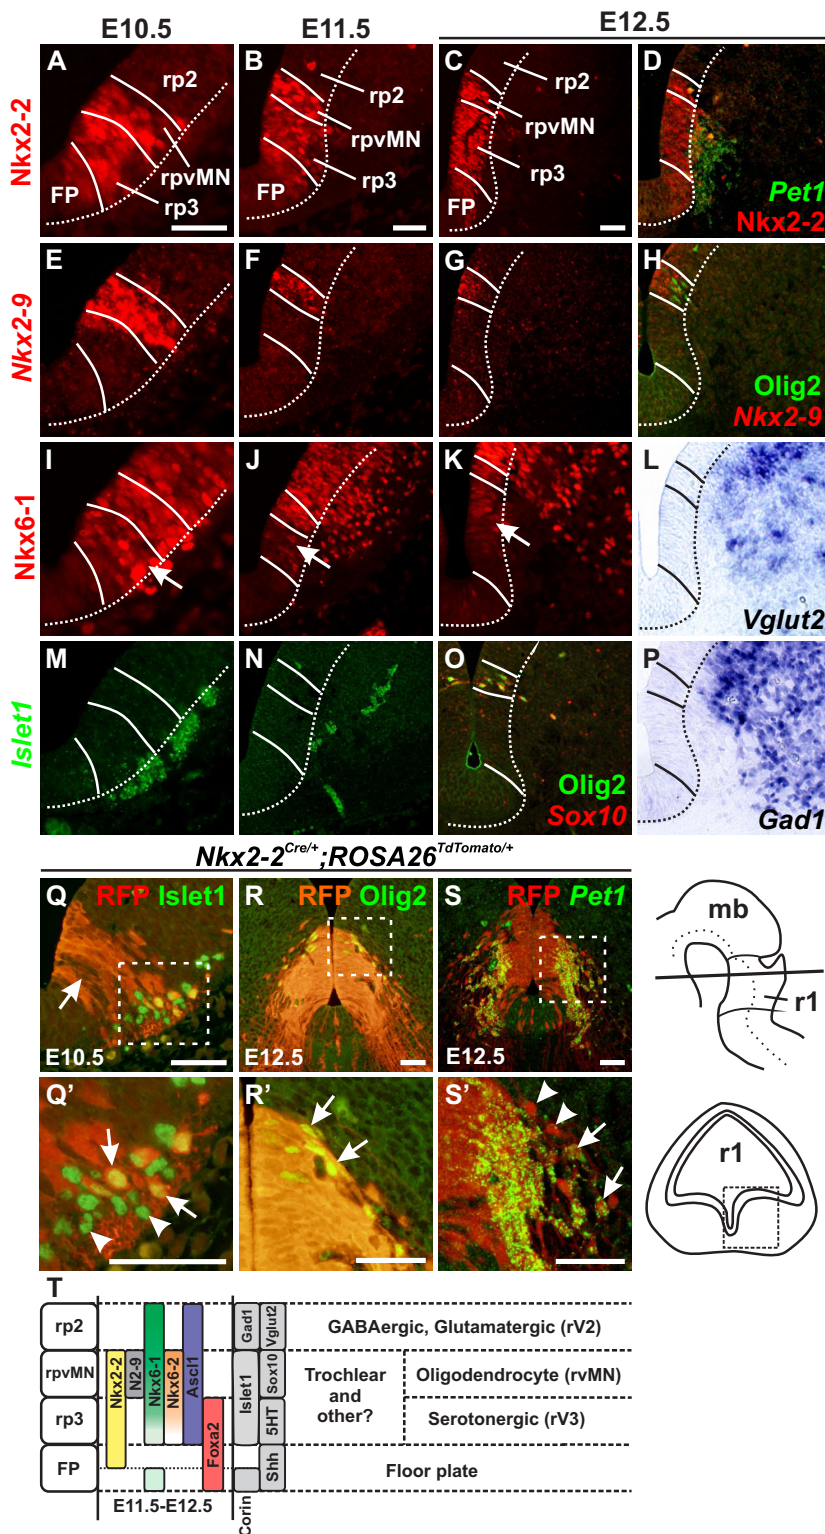 E10.5
E11.5
E12.5
Nkx2-2
A
rp2
rpvMN
FP
rp3
B
rp2
rpvMN
FP
rp3
C
rp2
rpvMN
rp3
FP
D
Pet1
Nkx2-2
Nkx2-9
E
F
G
H
Olig2
Nkx2-9
Nkx6-1
I
J
K
L
Vglut2
Islet1
M
N
O
Olig2
Sox10
P
Gad1
Nkx2-2Cre/+;ROSA26TdTomato/+
Q
RFP Islet1
E10.5
R
RFP Olig2
E12.5
S
RFP Pet1
E12.5
mb
r1
Q'
R'
S'
r1
T
rp2
rpvMN
rp3
FP
Nkx2-2
N2-9
Nkx6-1
Nkx6-2
Ascl1
Foxa2
Gad1
Vglut2
Islet1
Sox10
5HT
Shh
Corin
GABAergic, Glutamatergic (rV2)
Trochlear
and
other?
Oligodendrocyte (rvMN)
Serotonergic (rV3)
Floor plate
E11.5-E12.5